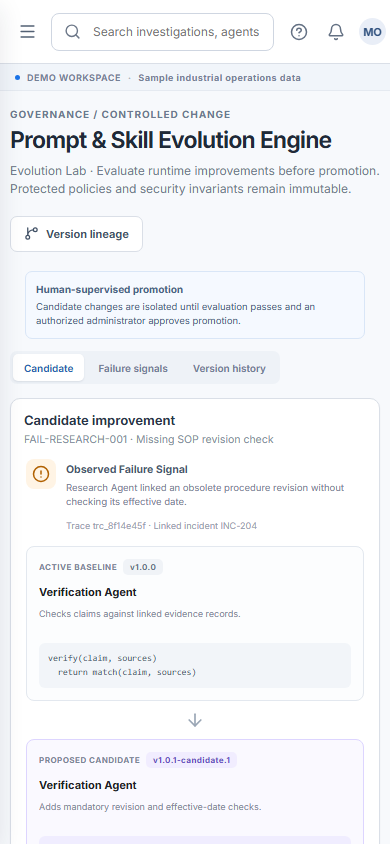 Search investigations, agents
MO
DEMO WORKSPACE · Sample industrial operations data
GOVERNANCE / CONTROLLED CHANGE
Prompt & Skill Evolution Engine
Evolution Lab · Evaluate runtime improvements before promotion.
Protected policies and security invariants remain immutable.
Version lineage
Human-supervised promotion
Candidate changes are isolated until evaluation passes and an
authorized administrator approves promotion.
Candidate Failure signals Version history
Candidate improvement
FAIL-RESEARCH-001 · Missing SOP revision check
Observed Failure Signal
Research Agent linked an obsolete procedure revision without
checking its effective date.
Trace trc_8f14e45f · Linked incident INC-204
ACTIVE BASELINE v1.0.0
Verification Agent
Checks claims against linked evidence records.
verify(claim, sources)
return match(claim, sources)
PROPOSED CANDIDATE v1.0.1-candidate.1
Verification Agent
Adds mandatory revision and effective-date checks.